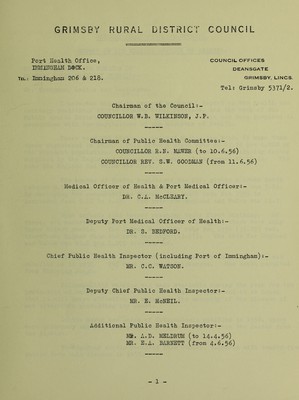 GRIMSBY RURAL DISTRICT COUNCIL
Port Health Office,
IMMINGHAM DOCK.
TEL: Immingham 206 & 218.
COUNCIL OFFICES
DEANSGATE
GRIMSBY, LINCS.
Tel: Grimsby 5371/2.
Chairman of the Council:-
COUNCILLOR W.B. WILKINSON, J.P.
-----
Chairman of Public Health Committee:-
COUNCILLOR R.N. MAWER (to 10.6.56)
COUNCILLOR REV. S.W. GOODMAN (from 11.6.56)
-----
Medical Officer of Health & Port Medical Officer:-
DR. C.A. McCLEARY.
-----
Deputy Port Medical Officer of Health:-
DR. S. REDFORD.
-----
Chief Public Health Inspector (including Port of Immingham):-
MR. C.C. WATSON.
-----
Deputy Chief Public Health Inspector:-
MR. E. McNEIL.
-----
Additional Public Health Inspector:-
MR. A.D. MELDRUM (to 14.4.56)
MR. E.A. BARNETT (from 4.6.56)
-----
- 1 -